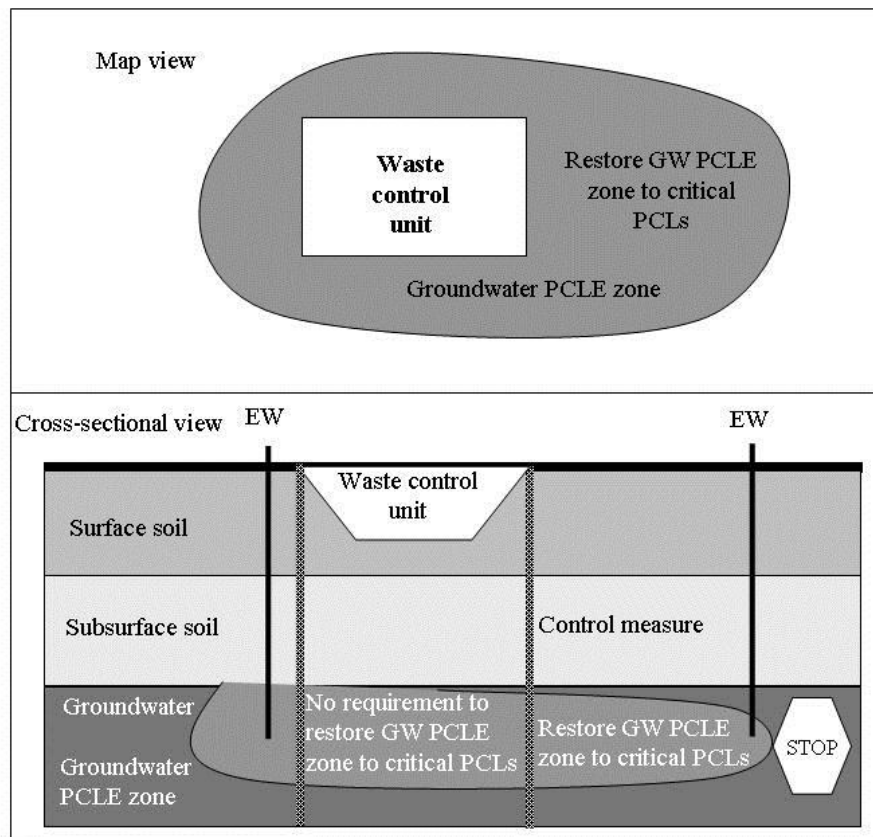 Map view
Waste
control
unit
Restore GW PCLE
zone to critical
PCLs
Groundwater PCLE zone
Cross-sectional view
EW
EW
Waste control
unit
Surface soil
Subsurface soil
Control measure
Groundwater
No requirement to
restore GW PCLE
zone to critical PCLs
Restore GW PCLE
zone to critical PCLs
STOP
Groundwater
PCLE zone